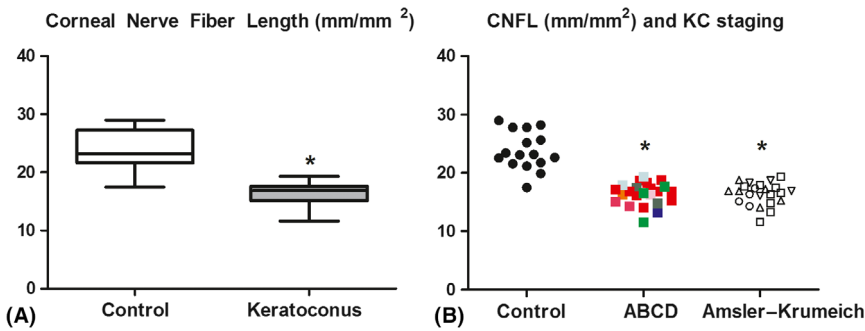 Corneal Nerve Fiber Length (mm/mm 2)
40
30
20
10
0
*
Control
Keratoconus
(A)
CNFL (mm/mm²) and KC staging
40
30
20
10
0
*
*
Control
ABCD
Amsler–Krumeich
(B)